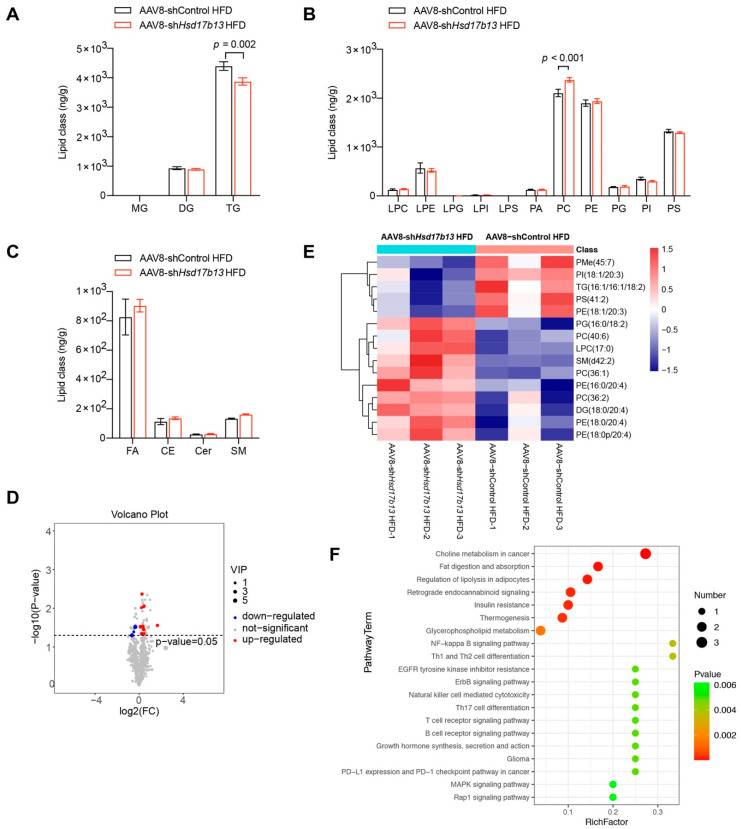 A
AAV8-shControl HFD
AAV8-shHsd17b13 HFD
p = 0.002
Lipid class (ng/g)
5×10³
4×10³
3×10³
2×10³
1×10³
0
MG DG TG
B
AAV8-shControl HFD
AAV8-shHsd17b13 HFD
p < 0.001
Lipid class (ng/g)
3×10³
2×10³
1×10³
0
LPC LPE LPG LPI LPS PA PC PE PG PI PS
C
AAV8-shControl HFD
AAV8-shHsd17b13 HFD
Lipid class (ng/g)
1×10³
8×10²
6×10²
4×10²
2×10²
0
FA CE Cer SM
E
AAV8-shHsd17b13 HFD AAV8−shControl HFD
Class
PMe(45:7)
PI(18:1/20:3)
TG(16:1/16:1/18:2)
PS(41:2)
PE(18:1/20:3)
PG(16:0/18:2)
PC(40:6)
LPC(17:0)
SM(d42:2)
PC(36:1)
PE(16:0/20:4)
PC(36:2)
DG(18:0/20:4)
PE(18:0/20:4)
PE(18:0p/20:4)
1.5
1
0.5
0
−0.5
−1
−1.5
AAV8-shHsd17b13 HFD-1
AAV8-shHsd17b13 HFD-2
AAV8-shHsd17b13 HFD-3
AAV8−shControl HFD-1
AAV8−shControl HFD-2
AAV8−shControl HFD-3
D
Volcano Plot
−log10(P−value)
4
3
2
1
0
p−value=0.05
−4 0 4
log2(FC)
VIP
1
3
5
down−regulated
not−significant
up−regulated
F
PathwayTerm
Choline metabolism in cancer
Fat digestion and absorption
Regulation of lipolysis in adipocytes
Retrograde endocannabinoid signaling
Insulin resistance
Thermogenesis
Glycerophospholipid metabolism
NF−kappa B signaling pathway
Th1 and Th2 cell differentiation
EGFR tyrosine kinase inhibitor resistance
ErbB signaling pathway
Natural killer cell mediated cytotoxicity
Th17 cell differentiation
T cell receptor signaling pathway
B cell receptor signaling pathway
Growth hormone synthesis, secretion and action
Glioma
PD−L1 expression and PD−1 checkpoint pathway in cancer
MAPK signaling pathway
Rap1 signaling pathway
0.1 0.2 0.3
RichFactor
Number
1
2
3
Pvalue
0.006
0.004
0.002